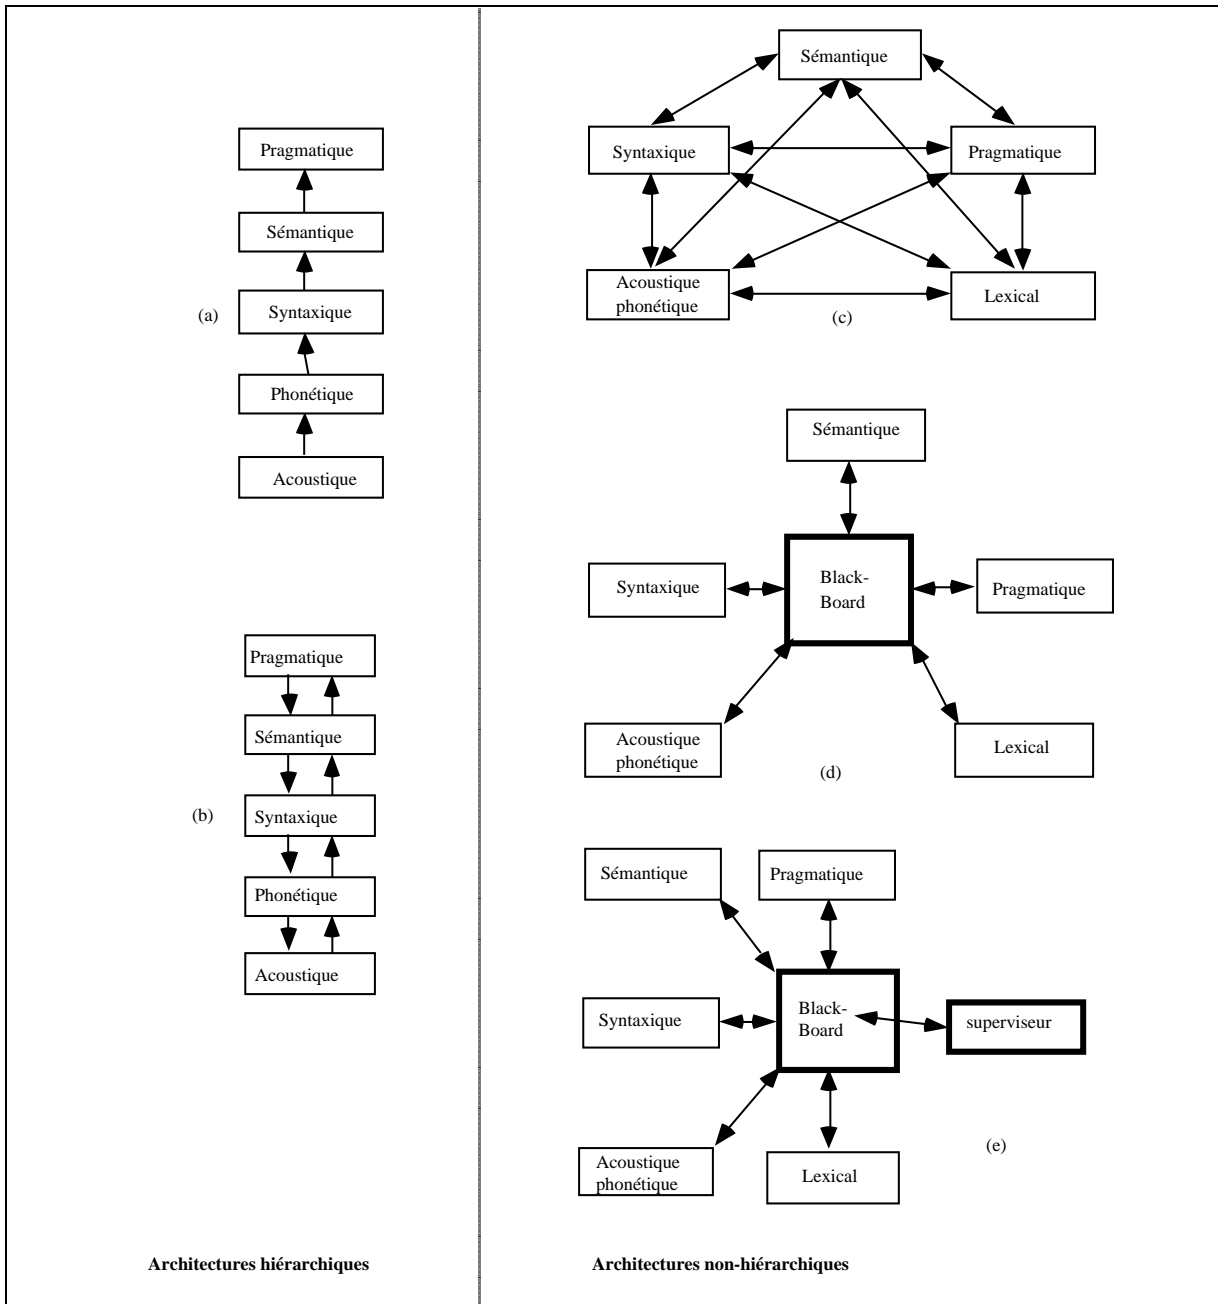 Pragmatique
Sémantique
(a)
Syntaxique
Phonétique
Acoustique
Pragmatique
Sémantique
(b)
Syntaxique
Phonétique
Acoustique
Architectures hiérarchiques
Sémantique
Syntaxique
Pragmatique
Acoustique
phonétique
Lexical
(c)
Sémantique
Syntaxique
Black-
Board
Pragmatique
Acoustique
phonétique
Lexical
(d)
Sémantique
Pragmatique
Syntaxique
Black-
Board
superviseur
Acoustique
phonétique
Lexical
(e)
Architectures non-hiérarchiques